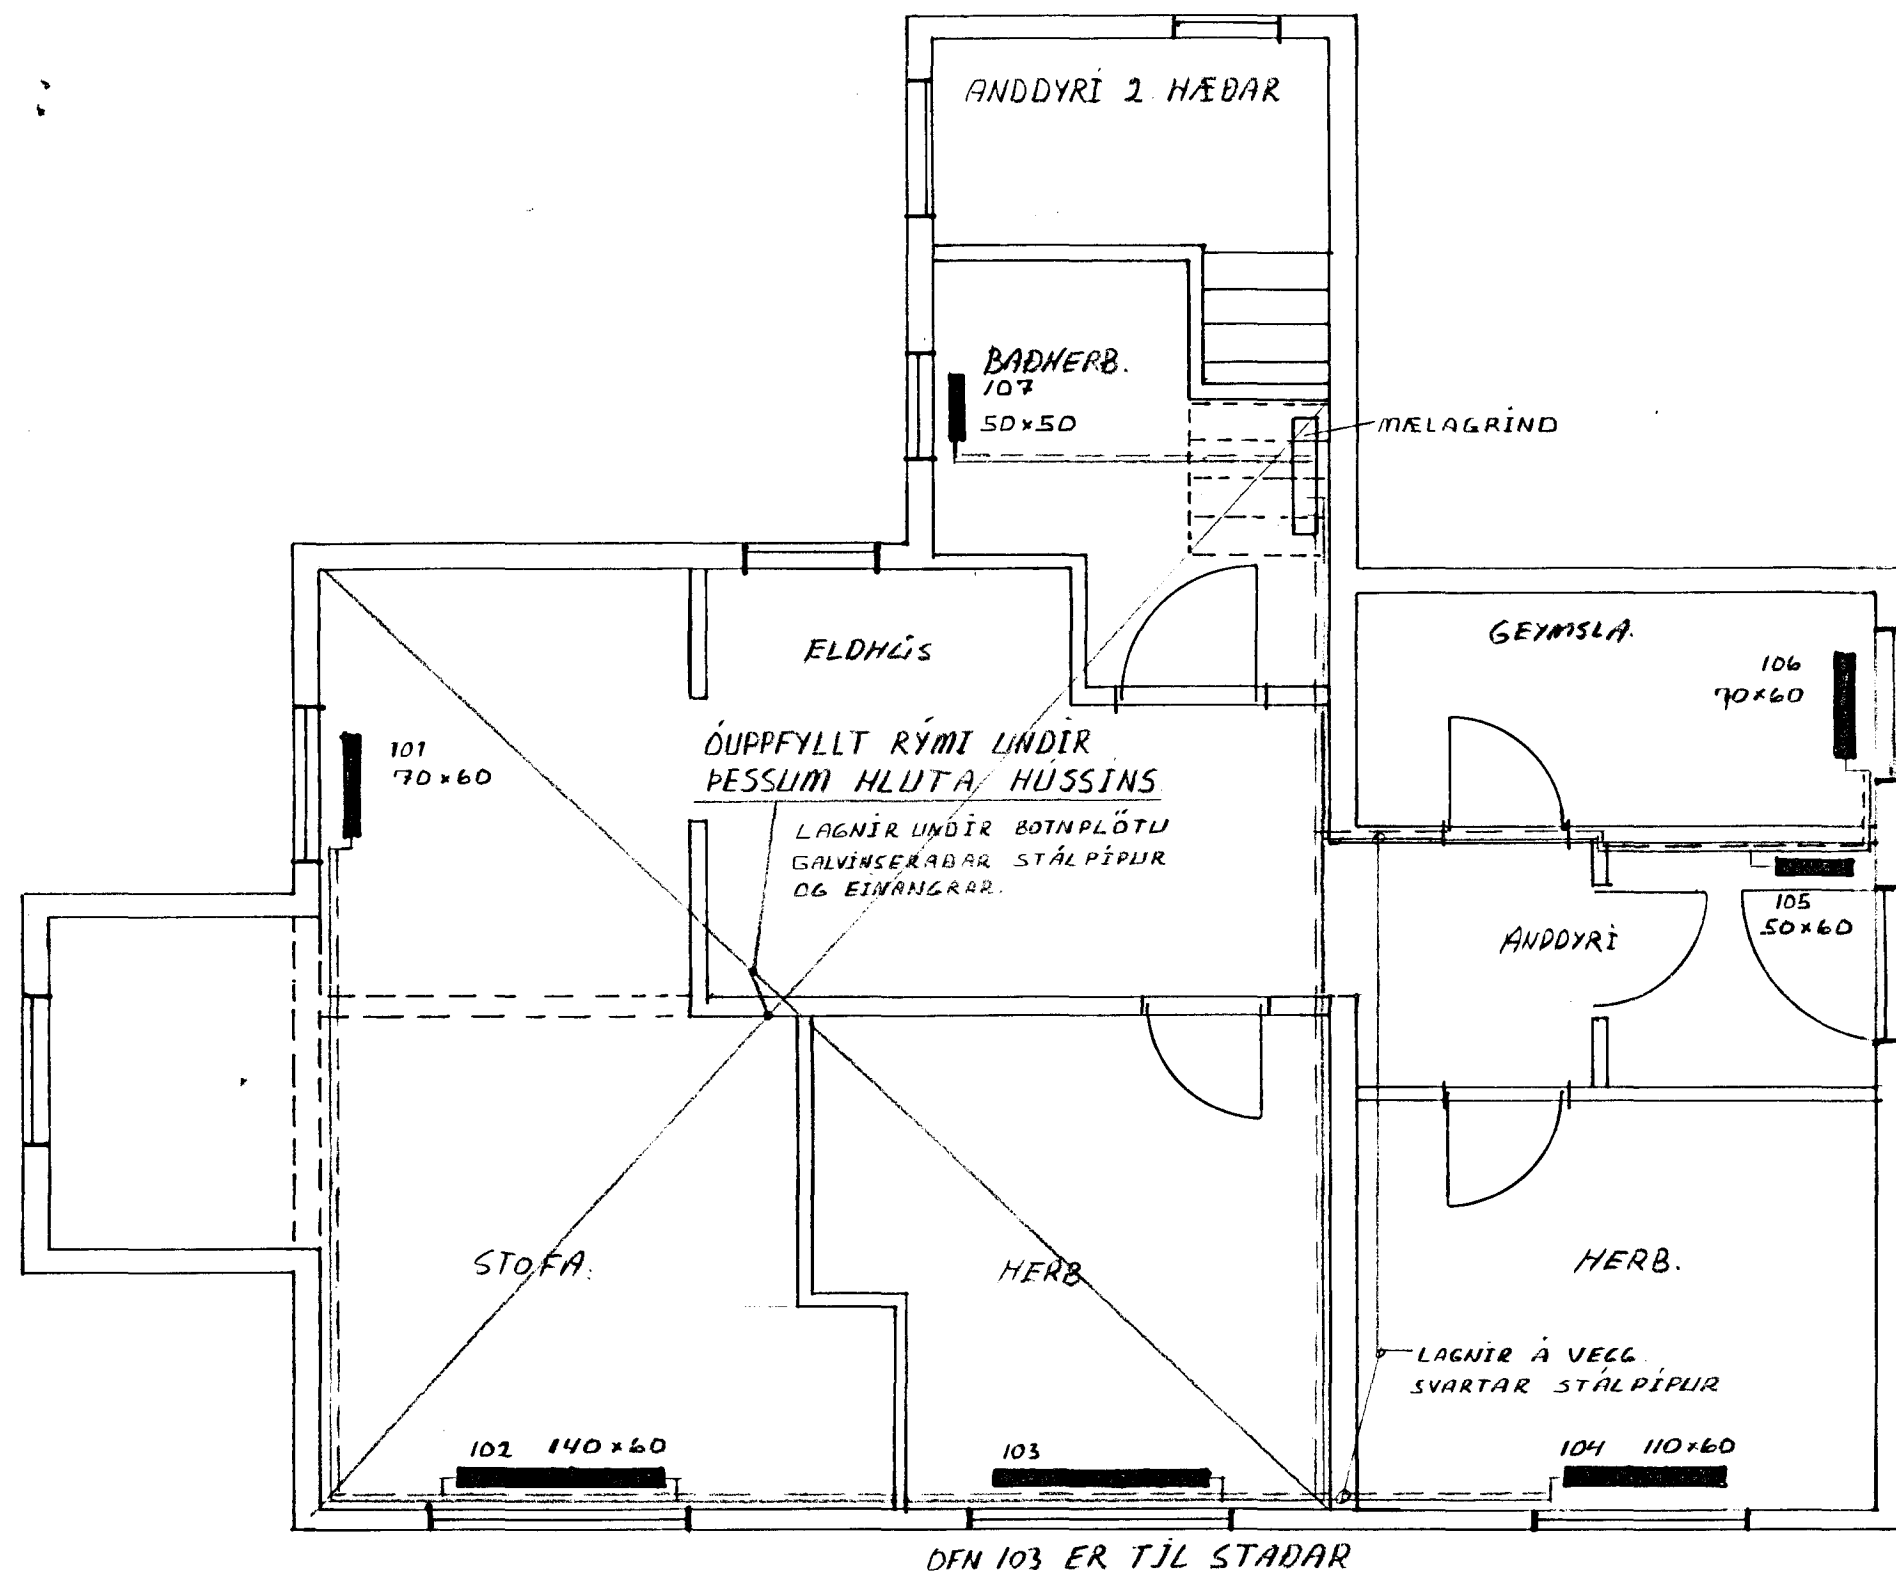 ANDDYRI 2. HÆÐAR
BAÐHERB.
107
50×50
MÆLAGRIND
GEYMSLA.
106
70×60
ELDHÚS
101
70×60
ÓUPPFYLLT RÝMI UNDIR
ÞESSUM HLUTA HÚSSINS
LAGNIR UNDIR BOTNPLÖTU
GALVINSERAÐAR STÁLPÍPUR
OG EINANGRAR.
105
50×60
ANDDYRI
STOFA.
HERB
HERB.
LAGNIR Á VEGG.
SVARTAR STÁLPÍPUR
102 140×60
103
104 110×60
OFN 103 ER TIL STAÐAR